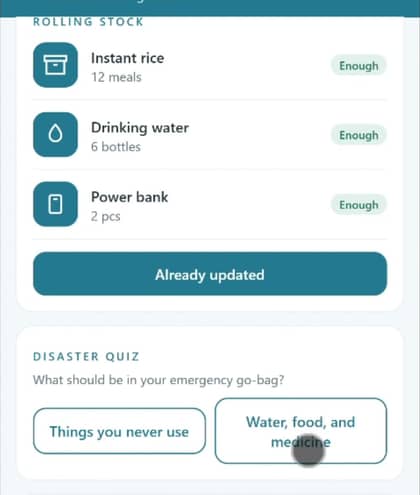 ROLLING STOCK
Instant rice
12 meals
Enough
Drinking water
6 bottles
Enough
Power bank
2 pcs
Enough
Already updated
DISASTER QUIZ
What should be in your emergency go-bag?
Things you never use
Water, food, and
medicine